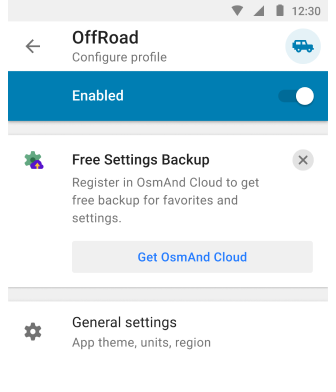 12:30
OffRoad
Configure profile
Enabled
Free Settings Backup
Register in OsmAnd Cloud to get
free backup for favorites and
settings.
Get OsmAnd Cloud
General settings
App theme, units, region